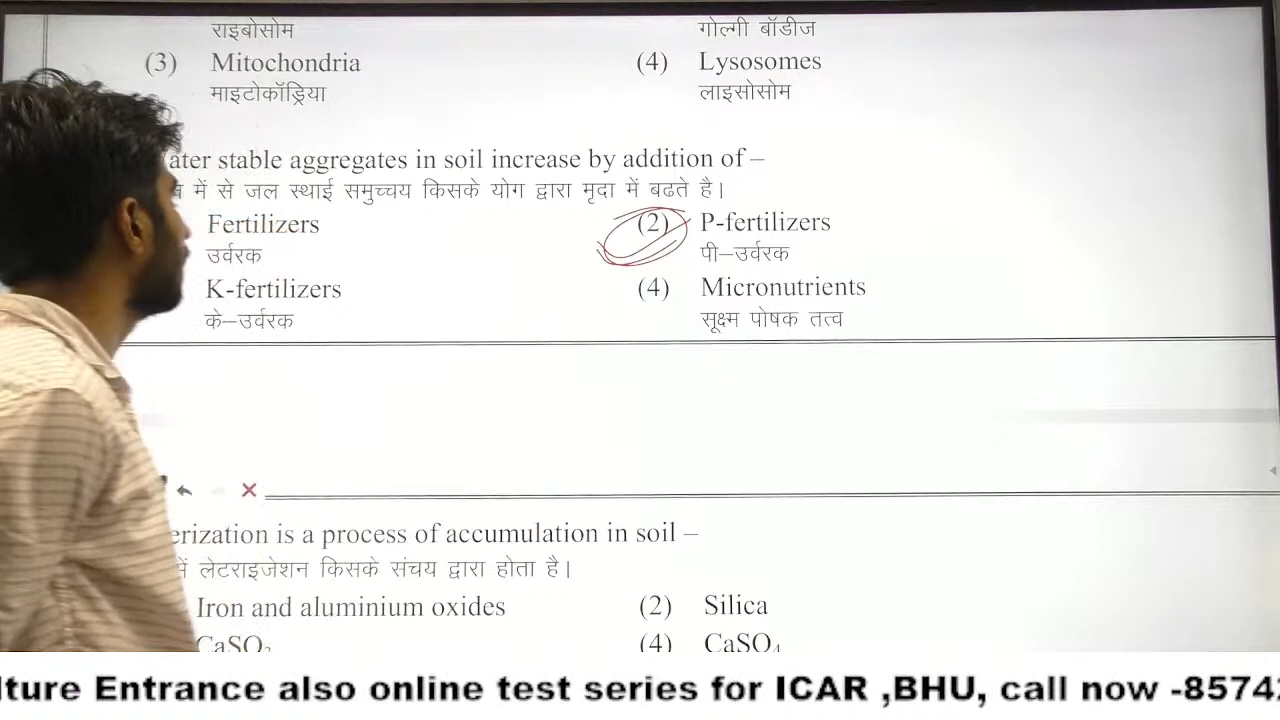 राइबोसोम गोल्गी बॉडीज
(3) Mitochondria (4) Lysosomes
माइटोकॉड्रिया लाइसोसोम
ater stable aggregates in soil increase by addition of –
में से जल स्थाई समुच्चय किसके योग द्वारा मृदा में बढते है।
Fertilizers (2) P-fertilizers
उर्वरक पी–उर्वरक
K-fertilizers (4) Micronutrients
के–उर्वरक सूक्ष्म पोषक तत्व
erization is a process of accumulation in soil –
में लेटराइजेशन किसके संचय द्वारा होता है।
Iron and aluminium oxides (2) Silica
CaSO₃ (4) CaSO₄
lture Entrance also online test series for ICAR ,BHU, call now -8574